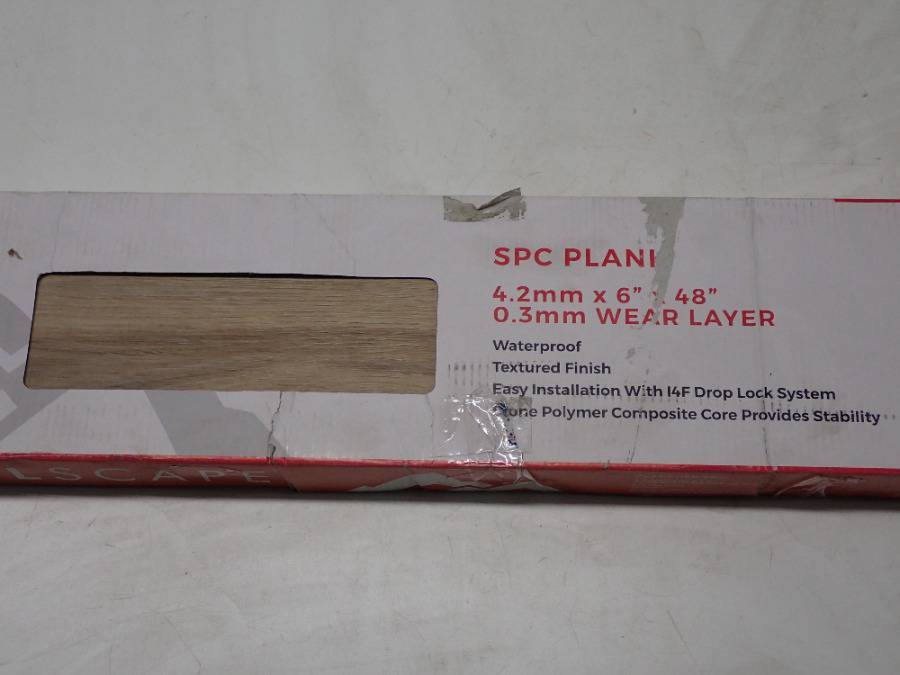 SPC PLANK
4.2mm x 6" x 48"
0.3mm WEAR LAYER
Waterproof
Textured Finish
Easy Installation With I4F Drop Lock System
Stone Polymer Composite Core Provides Stability
LSCAPE